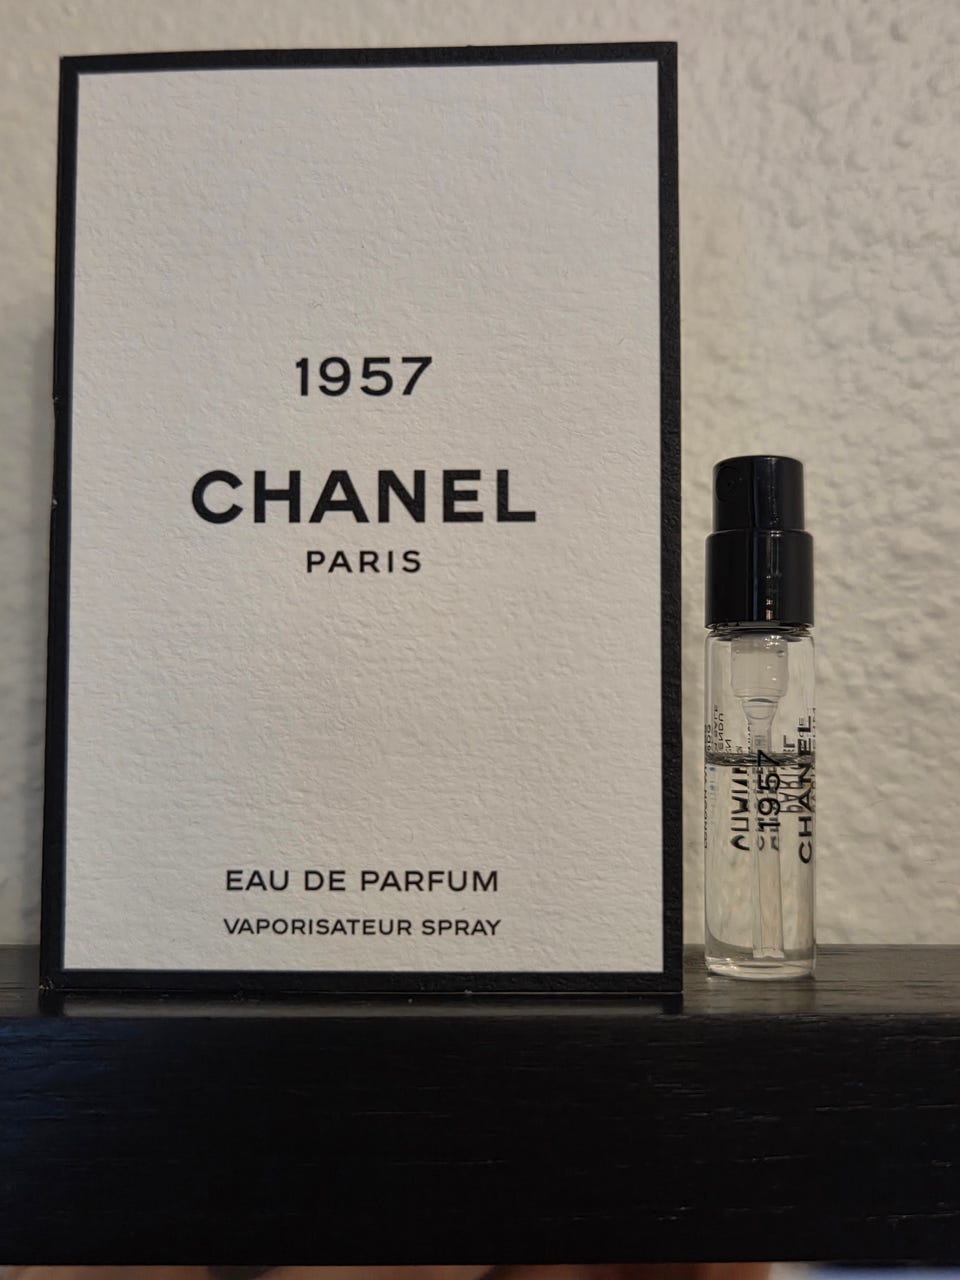 1957
CHANEL
PARIS
EAU DE PARFUM
VAPORISATEUR SPRAY
1957
CHANEL